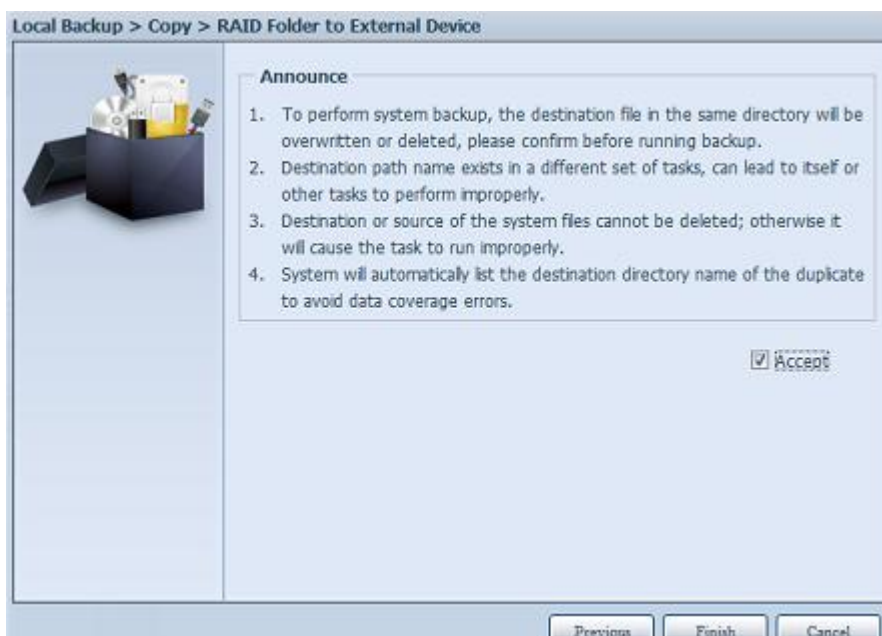 Local Backup > Copy > RAID Folder to External Device
Announce
1. To perform system backup, the destination file in the same directory will be
overwritten or deleted, please confirm before running backup.
2. Destination path name exists in a different set of tasks, can lead to itself or
other tasks to perform improperly.
3. Destination or source of the system files cannot be deleted; otherwise it
will cause the task to run improperly.
4. System will automatically list the destination directory name of the duplicate
to avoid data coverage errors.
Accept
Previous Finish Cancel